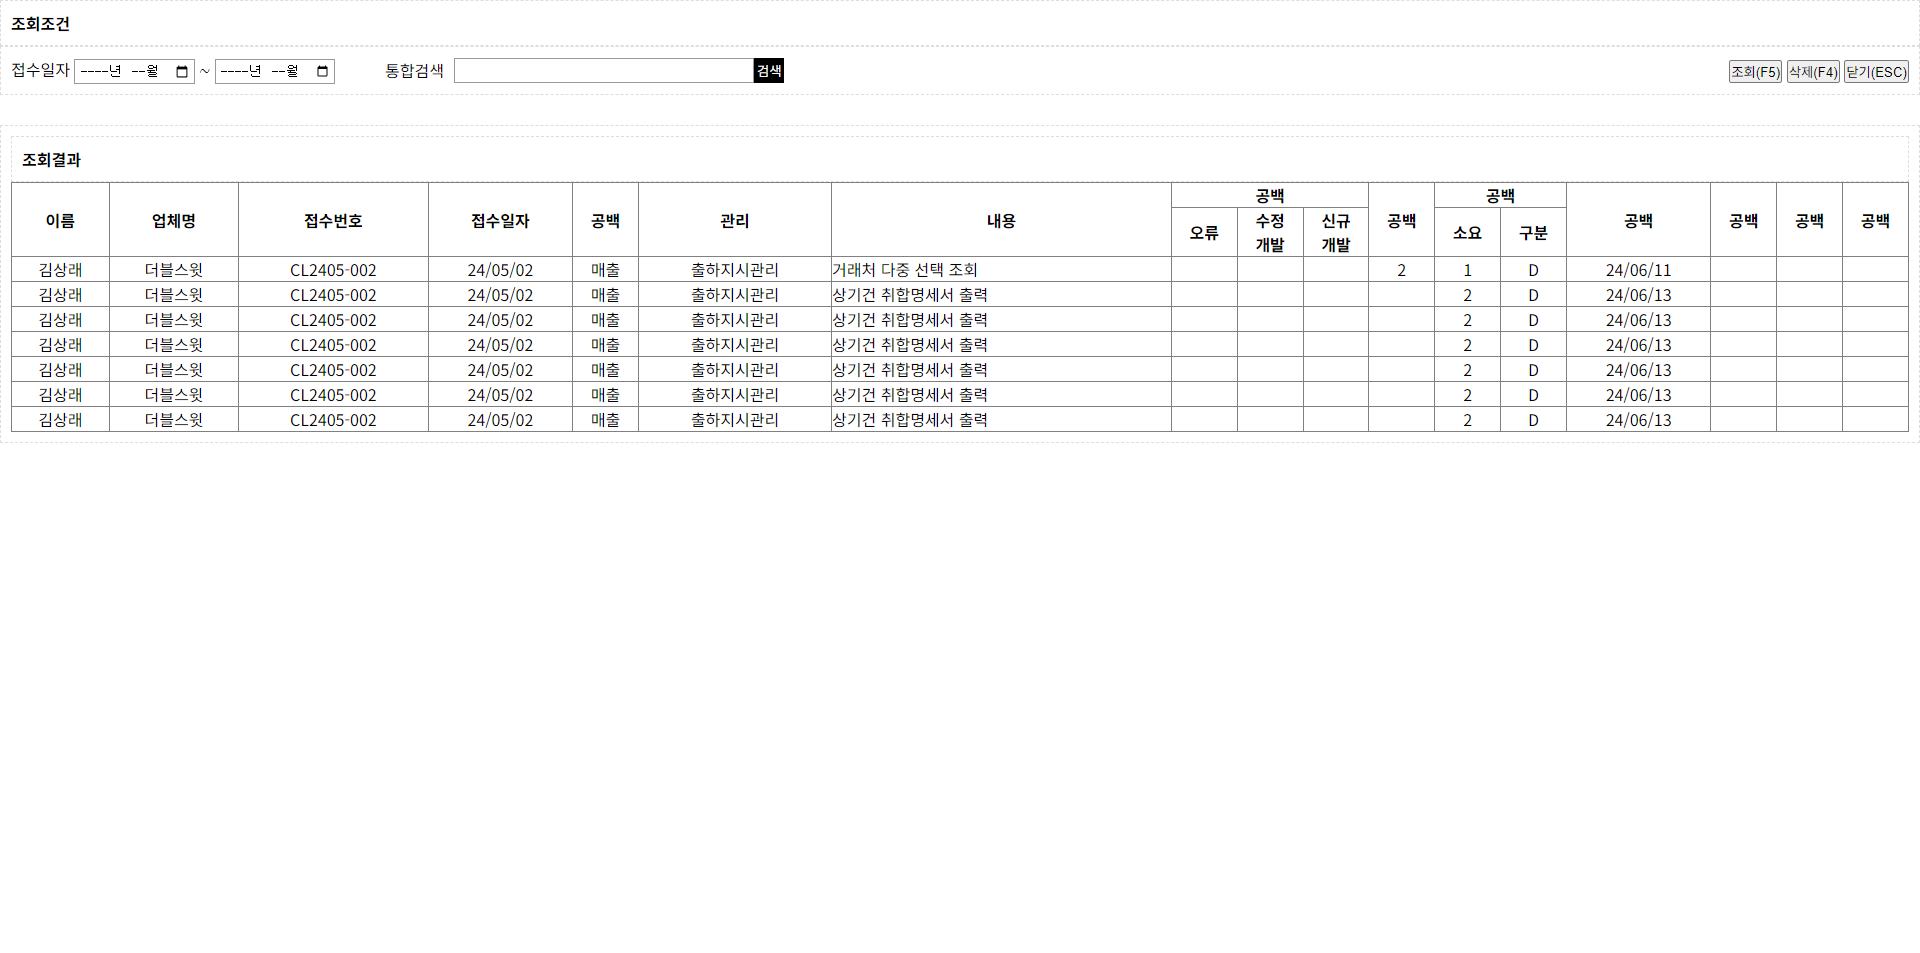 조회조건
접수일자 ----년 --월 ~ ----년 --월 통합검색 검색 조회(F5) 삭제(F4) 닫기(ESC)
조회결과
이름 업체명 접수번호 접수일자 공백 관리 내용 공백 공백 공백 공백 공백 공백 공백
오류 수정 개발 신규 개발 소요 구분
김상래 더블스윗 CL2405-002 24/05/02 매출 출하지시관리 거래처 다중 선택 조회 2 1 D 24/06/11
김상래 더블스윗 CL2405-002 24/05/02 매출 출하지시관리 상기건 취합명세서 출력 2 D 24/06/13
김상래 더블스윗 CL2405-002 24/05/02 매출 출하지시관리 상기건 취합명세서 출력 2 D 24/06/13
김상래 더블스윗 CL2405-002 24/05/02 매출 출하지시관리 상기건 취합명세서 출력 2 D 24/06/13
김상래 더블스윗 CL2405-002 24/05/02 매출 출하지시관리 상기건 취합명세서 출력 2 D 24/06/13
김상래 더블스윗 CL2405-002 24/05/02 매출 출하지시관리 상기건 취합명세서 출력 2 D 24/06/13
김상래 더블스윗 CL2405-002 24/05/02 매출 출하지시관리 상기건 취합명세서 출력 2 D 24/06/13